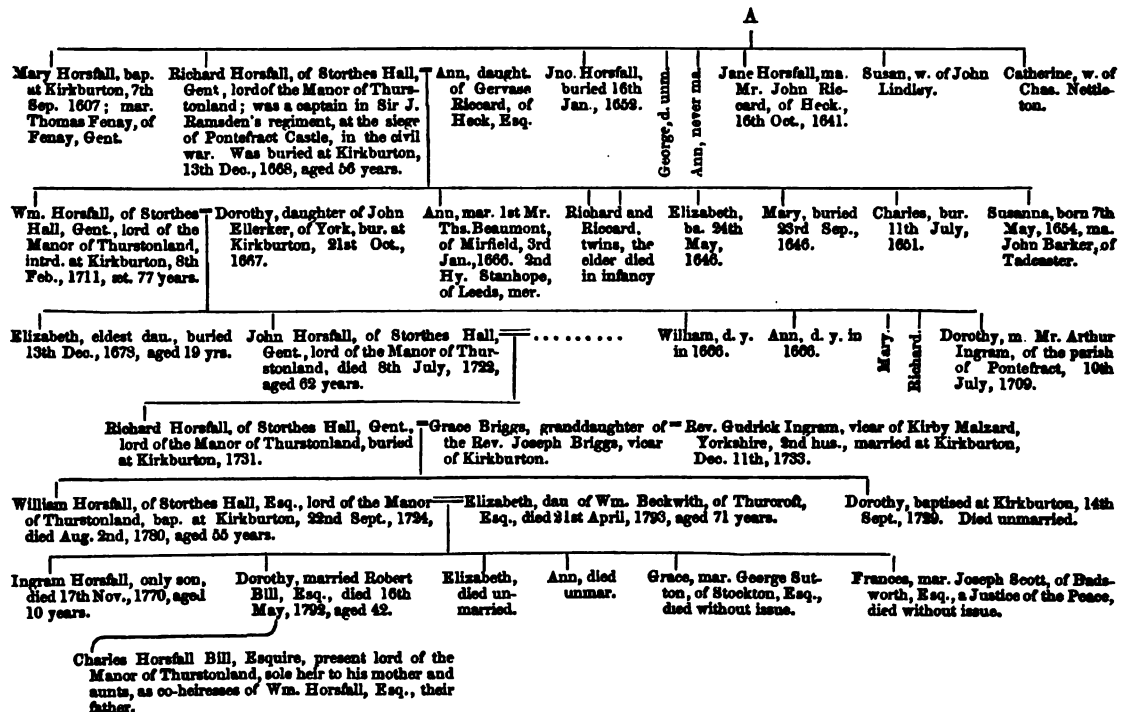 A
Mary Horsfall, bap.
at Kirkburton, 7th
Sep. 1607; mar.
Thomas Fenay, of
Fenay, Gent.
Richard Horsfall, of Storthes Hall,
Gent, lord of the Manor of Thurs-
tonland; was a captain in Sir J.
Ramsden's regiment, at the siege
of Pontefract Castle, in the civil
war. Was buried at Kirkburton,
13th Dec., 1668, aged 56 years.
Ann, daught.
of Gervase
Riccard, of
Heck, Esq.
Jno. Horsfall,
buried 16th
Jan., 1652.
George, d. unm.
Ann, never ma.
Jane Horsfall, ma.
Mr. John Ric-
card, of Heck.,
16th Oct., 1641.
Susan, w. of John
Lindley.
Catherine, w. of
Chas. Nettle-
ton.
Wm. Horsfall, of Storthes
Hall, Gent., lord of the
Manor of Thurstonland,
intrd. at Kirkburton, 8th
Feb., 1711, æt. 77 years.
Dorothy, daughter of John
Ellerker, of York, bur. at
Kirkburton, 21st Oct.,
1667.
Ann, mar. 1st Mr.
Ths. Beaumont,
of Mirfield, 3rd
Jan., 1666. 2nd
Hy. Stanhope,
of Leeds, mer.
Richard and
Riccard,
twins, the
elder died
in infancy
Elizabeth,
ba. 24th
May,
1646.
Mary, buried
23rd Sep.,
1646.
Charles, bur.
11th July,
1651.
Susanna, born 7th
May, 1654, ma.
John Barker, of
Tadcaster.
Elizabeth, eldest dau., buried
13th Dec., 1673, aged 19 yrs.
John Horsfall, of Storthes Hall,
Gent., lord of the Manor of Thur-
stonland, died 8th July, 1722,
aged 62 years.
.........
William, d. y.
in 1666.
Ann, d. y. in
1666.
Mary.
Richard.
Dorothy, m. Mr. Arthur
Ingram, of the parish
of Pontefract, 10th
July, 1709.
Richard Horsfall, of Storthes Hall, Gent.,
lord of the Manor of Thurstonland, buried
at Kirkburton, 1731.
Grace Briggs, granddaughter of
the Rev. Joseph Briggs, vicar
of Kirkburton.
Rev. Gudrick Ingram, vicar of Kirby Malzard,
Yorkshire, 2nd hus., married at Kirkburton,
Dec. 11th, 1733.
William Horsfall, of Storthes Hall, Esq., lord of the Manor
of Thurstonland, bap. at Kirkburton, 22nd Sept., 1724,
died Aug. 2nd, 1780, aged 55 years.
Elizabeth, dan of Wm. Beckwith, of Thurcroft,
Esq., died 21st April, 1793, aged 71 years.
Dorothy, baptised at Kirkburton, 14th
Sept., 1729. Died unmarried.
Ingram Horsfall, only son,
died 17th Nov., 1770, aged
10 years.
Dorothy, married Robert
Bill, Esq., died 16th
May, 1792, aged 42.
Elizabeth,
died un-
married.
Ann, died
unmar.
Grace, mar. George Sut-
ton, of Stockton, Esq.,
died without issue.
Frances, mar. Joseph Scott, of Bads-
worth, Esq., a Justice of the Peace,
died without issue.
Charles Horsfall Bill, Esquire, present lord of the
Manor of Thurstonland, sole heir to his mother and
aunts, as co-heiresses of Wm. Horsfall, Esq., their
father.